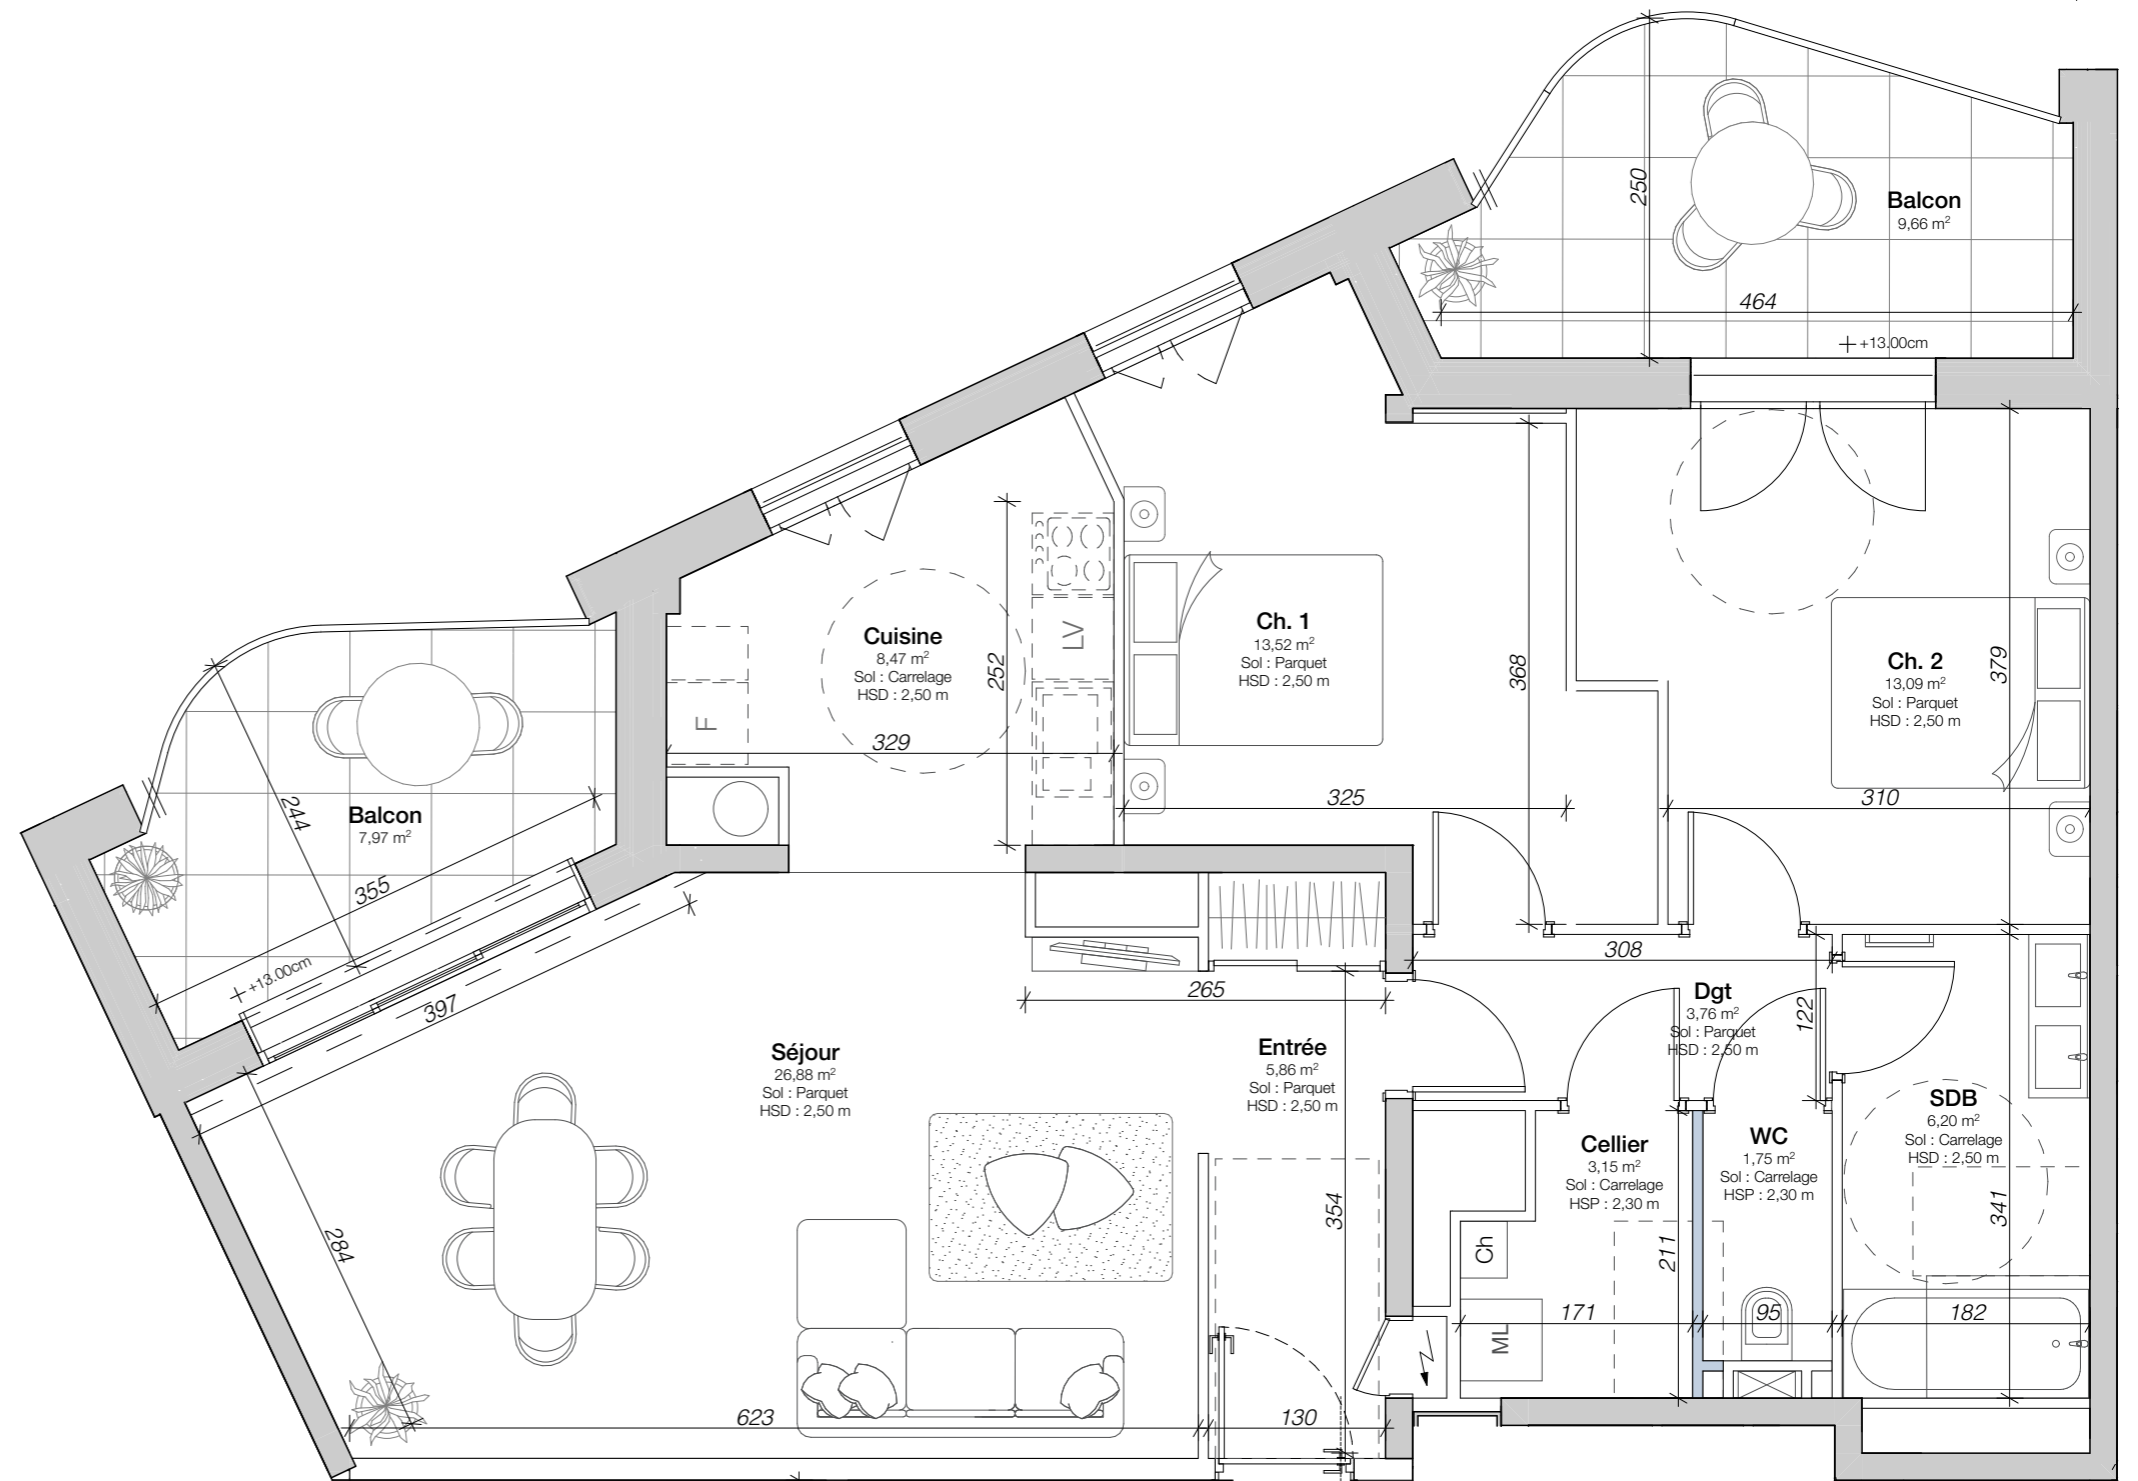 250
Balcon
9,66 m²
464
+13.00cm
Cuisine
8,47 m²
Sol : Carrelage
HSD : 2,50 m
252
LV
F
329
Ch. 1
13,52 m²
Sol : Parquet
HSD : 2,50 m
368
325
Ch. 2
13,09 m²
Sol : Parquet
HSD : 2,50 m
379
310
244
Balcon
7,97 m²
355
+13.00cm
397
308
265
Dgt
3,76 m²
Sol : Parquet
HSD : 2,50 m
122
Séjour
26,88 m²
Sol : Parquet
HSD : 2,50 m
Entrée
5,86 m²
Sol : Parquet
HSD : 2,50 m
SDB
6,20 m²
Sol : Carrelage
HSD : 2,50 m
Cellier
3,15 m²
Sol : Carrelage
HSP : 2,30 m
WC
1,75 m²
Sol : Carrelage
HSP : 2,30 m
284
354
Ch
211
341
ML
171
95
182
623
130